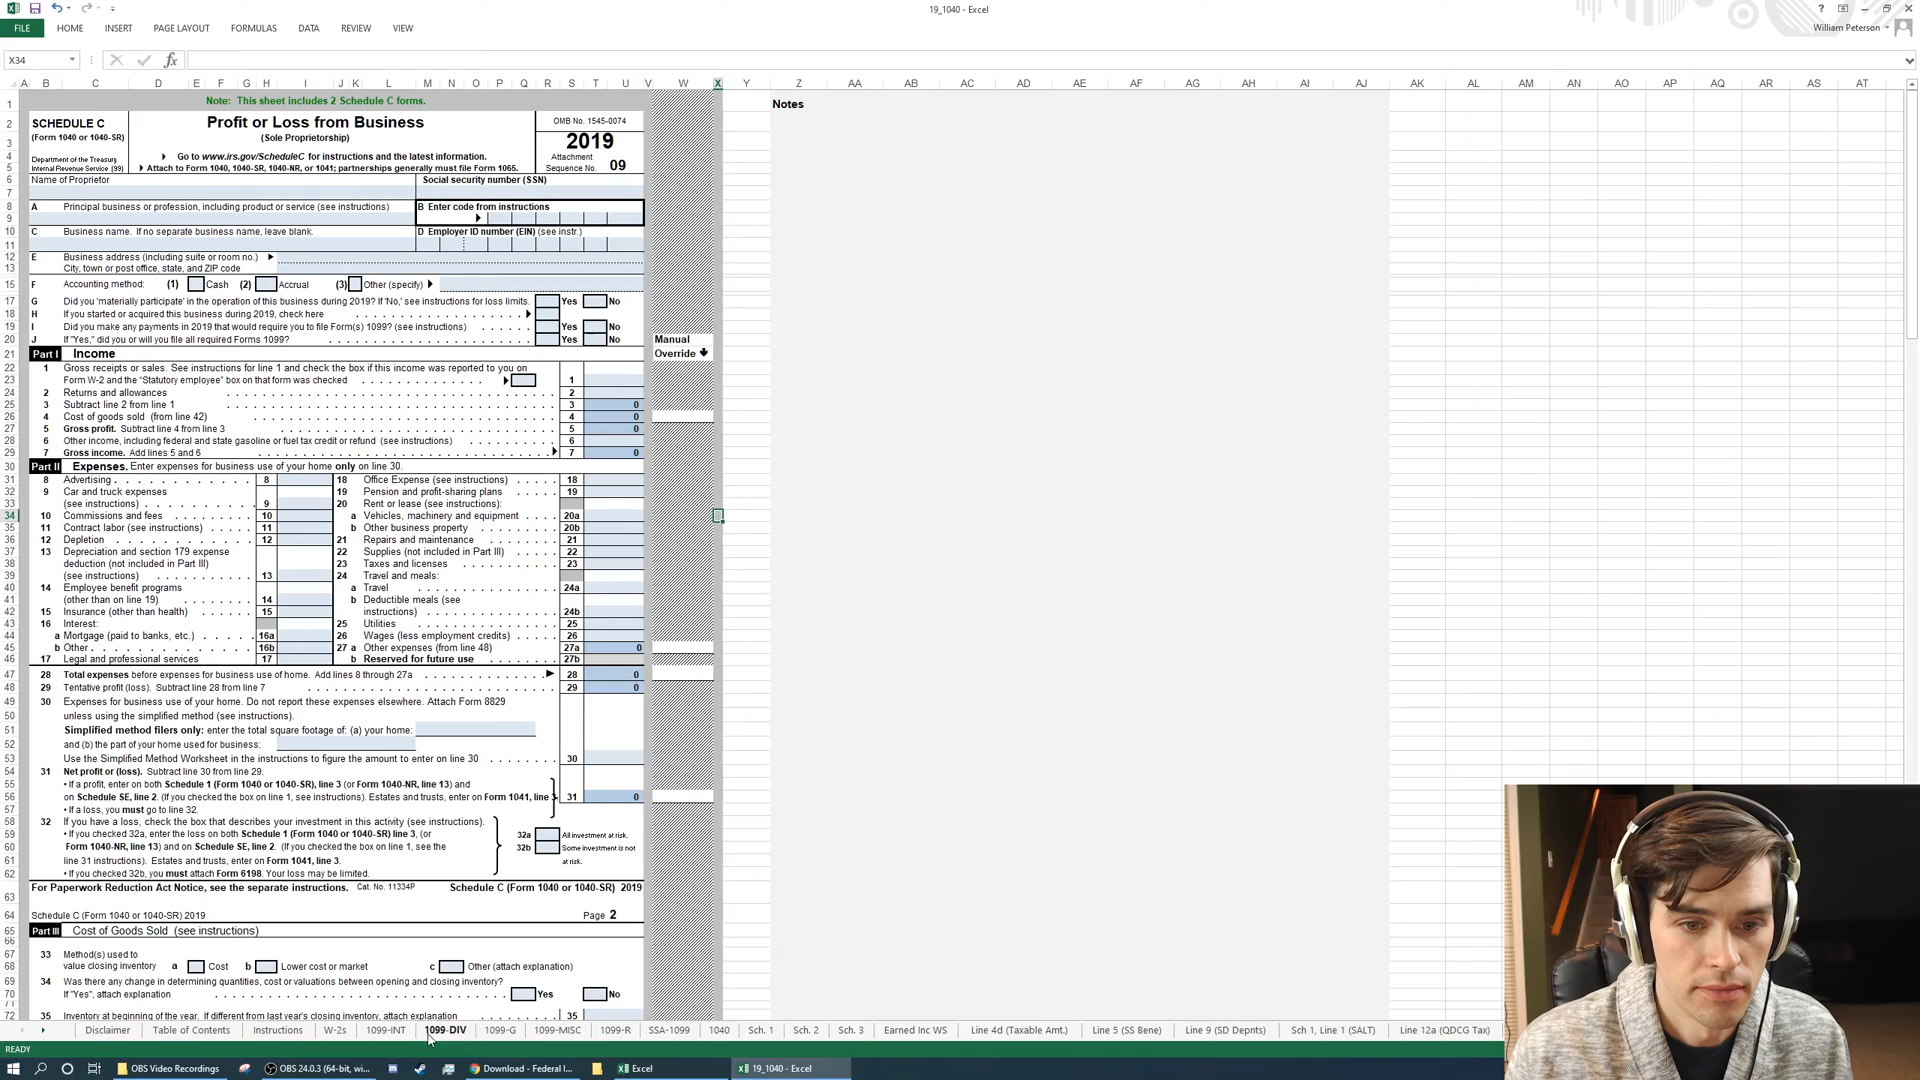 19_1040 - Excel
FILE HOME INSERT PAGE LAYOUT FORMULAS DATA REVIEW VIEW
William Peterson
X34
A B C D E F G H I J K L M N O P Q R S T U V W X Y Z AA AB AC AD AE AF AG AH AI AJ AK AL AM AN AO AP AQ AR AS AT
Note: This sheet includes 2 Schedule C forms.
Notes
SCHEDULE C
(Form 1040 or 1040-SR)
Department of the Treasury
Internal Revenue Service (99)
Profit or Loss from Business
(Sole Proprietorship)
Go to www.irs.gov/ScheduleC for instructions and the latest information.
Attach to Form 1040, 1040-SR, 1040-NR, or 1041; partnerships generally must file Form 1065.
OMB No. 1545-0074
2019
Attachment
Sequence No. 09
Name of Proprietor Social security number (SSN)
A Principal business or profession, including product or service (see instructions) B Enter code from instructions
C Business name. If no separate business name, leave blank. D Employer ID number (EIN) (see instr.)
E Business address (including suite or room no.)
City, town or post office, state, and ZIP code
F Accounting method: (1) Cash (2) Accrual (3) Other (specify)
G Did you 'materially participate' in the operation of this business during 2019? If 'No,' see instructions for loss limits. Yes No
H If you started or acquired this business during 2019, check here
I Did you make any payments in 2019 that would require you to file Form(s) 1099? (see instructions) Yes No
J If "Yes," did you or will you file all required Forms 1099? Yes No
Manual
Override
Part I Income
1 Gross receipts or sales. See instructions for line 1 and check the box if this income was reported to you on
Form W-2 and the "Statutory employee" box on that form was checked 1
2 Returns and allowances 2
3 Subtract line 2 from line 1 3 0
4 Cost of goods sold (from line 42) 4 0
5 Gross profit. Subtract line 4 from line 3 5 0
6 Other income, including federal and state gasoline or fuel tax credit or refund (see instructions) 6
7 Gross income. Add lines 5 and 6 7 0
Part II Expenses. Enter expenses for business use of your home only on line 30.
8 Advertising 8 18 Office Expense (see instructions) 18
9 Car and truck expenses 19 Pension and profit-sharing plans 19
(see instructions) 9 20 Rent or lease (see instructions):
10 Commissions and fees 10 a Vehicles, machinery and equipment 20a
11 Contract labor (see instructions) 11 b Other business property 20b
12 Depletion 12 21 Repairs and maintenance 21
13 Depreciation and section 179 expense 22 Supplies (not included in Part III) 22
deduction (not included in Part III) 23 Taxes and licenses 23
(see instructions) 13 24 Travel and meals:
14 Employee benefit programs a Travel 24a
(other than on line 19) 14 b Deductible meals (see
15 Insurance (other than health) 15 instructions) 24b
16 Interest: 25 Utilities 25
a Mortgage (paid to banks, etc.) 16a 26 Wages (less employment credits) 26
b Other 16b 27 a Other expenses (from line 48) 27a 0
17 Legal and professional services 17 b Reserved for future use 27b
28 Total expenses before expenses for business use of home. Add lines 8 through 27a 28 0
29 Tentative profit (loss). Subtract line 28 from line 7 29 0
30 Expenses for business use of your home. Do not report these expenses elsewhere. Attach Form 8829
unless using the simplified method (see instructions).
Simplified method filers only: enter the total square footage of: (a) your home:
and (b) the part of your home used for business:
Use the Simplified Method Worksheet in the instructions to figure the amount to enter on line 30 30
31 Net profit or (loss). Subtract line 30 from line 29.
• If a profit, enter on both Schedule 1 (Form 1040 or 1040-SR), line 3 (or Form 1040-NR, line 13) and
on Schedule SE, line 2. (If you checked the box on line 1, see instructions). Estates and trusts, enter on Form 1041, line 3 31 0
• If a loss, you must go to line 32.
32 If you have a loss, check the box that describes your investment in this activity (see instructions).
• If you checked 32a, enter the loss on both Schedule 1 (Form 1040 or 1040-SR) line 3, (or 32a All investment at risk.
Form 1040-NR, line 13) and on Schedule SE, line 2. (If you checked the box on line 1, see the 32b Some investment is not
line 31 instructions). Estates and trusts, enter on Form 1041, line 3. at risk.
• If you checked 32b, you must attach Form 6198. Your loss may be limited.
For Paperwork Reduction Act Notice, see the separate instructions. Cat. No. 11334P Schedule C (Form 1040 or 1040-SR) 2019
Schedule C (Form 1040 or 1040-SR) 2019 Page 2
Part III Cost of Goods Sold (see instructions)
33 Method(s) used to
value closing inventory a Cost b Lower cost or market c Other (attach explanation)
34 Was there any change in determining quantities, cost or valuations between opening and closing inventory?
If "Yes", attach explanation Yes No
35 Inventory at beginning of the year. If different from last year's closing inventory, attach explanation 35
Disclaimer Table of Contents Instructions W-2s 1099-INT 1099-DIV 1099-G 1099-MISC 1099-R SSA-1099 1040 Sch. 1 Sch. 2 Sch. 3 Earned Inc WS Line 4d (Taxable Amt.) Line 5 (SS Bene) Line 9 (SD Depnts) Sch 1, Line 1 (SALT) Line 12a (QDCG Tax)
READY
OBS Video Recordings OBS 24.0.3 (64-bit, wi... Download - Federal I... Excel 19_1040 - Excel